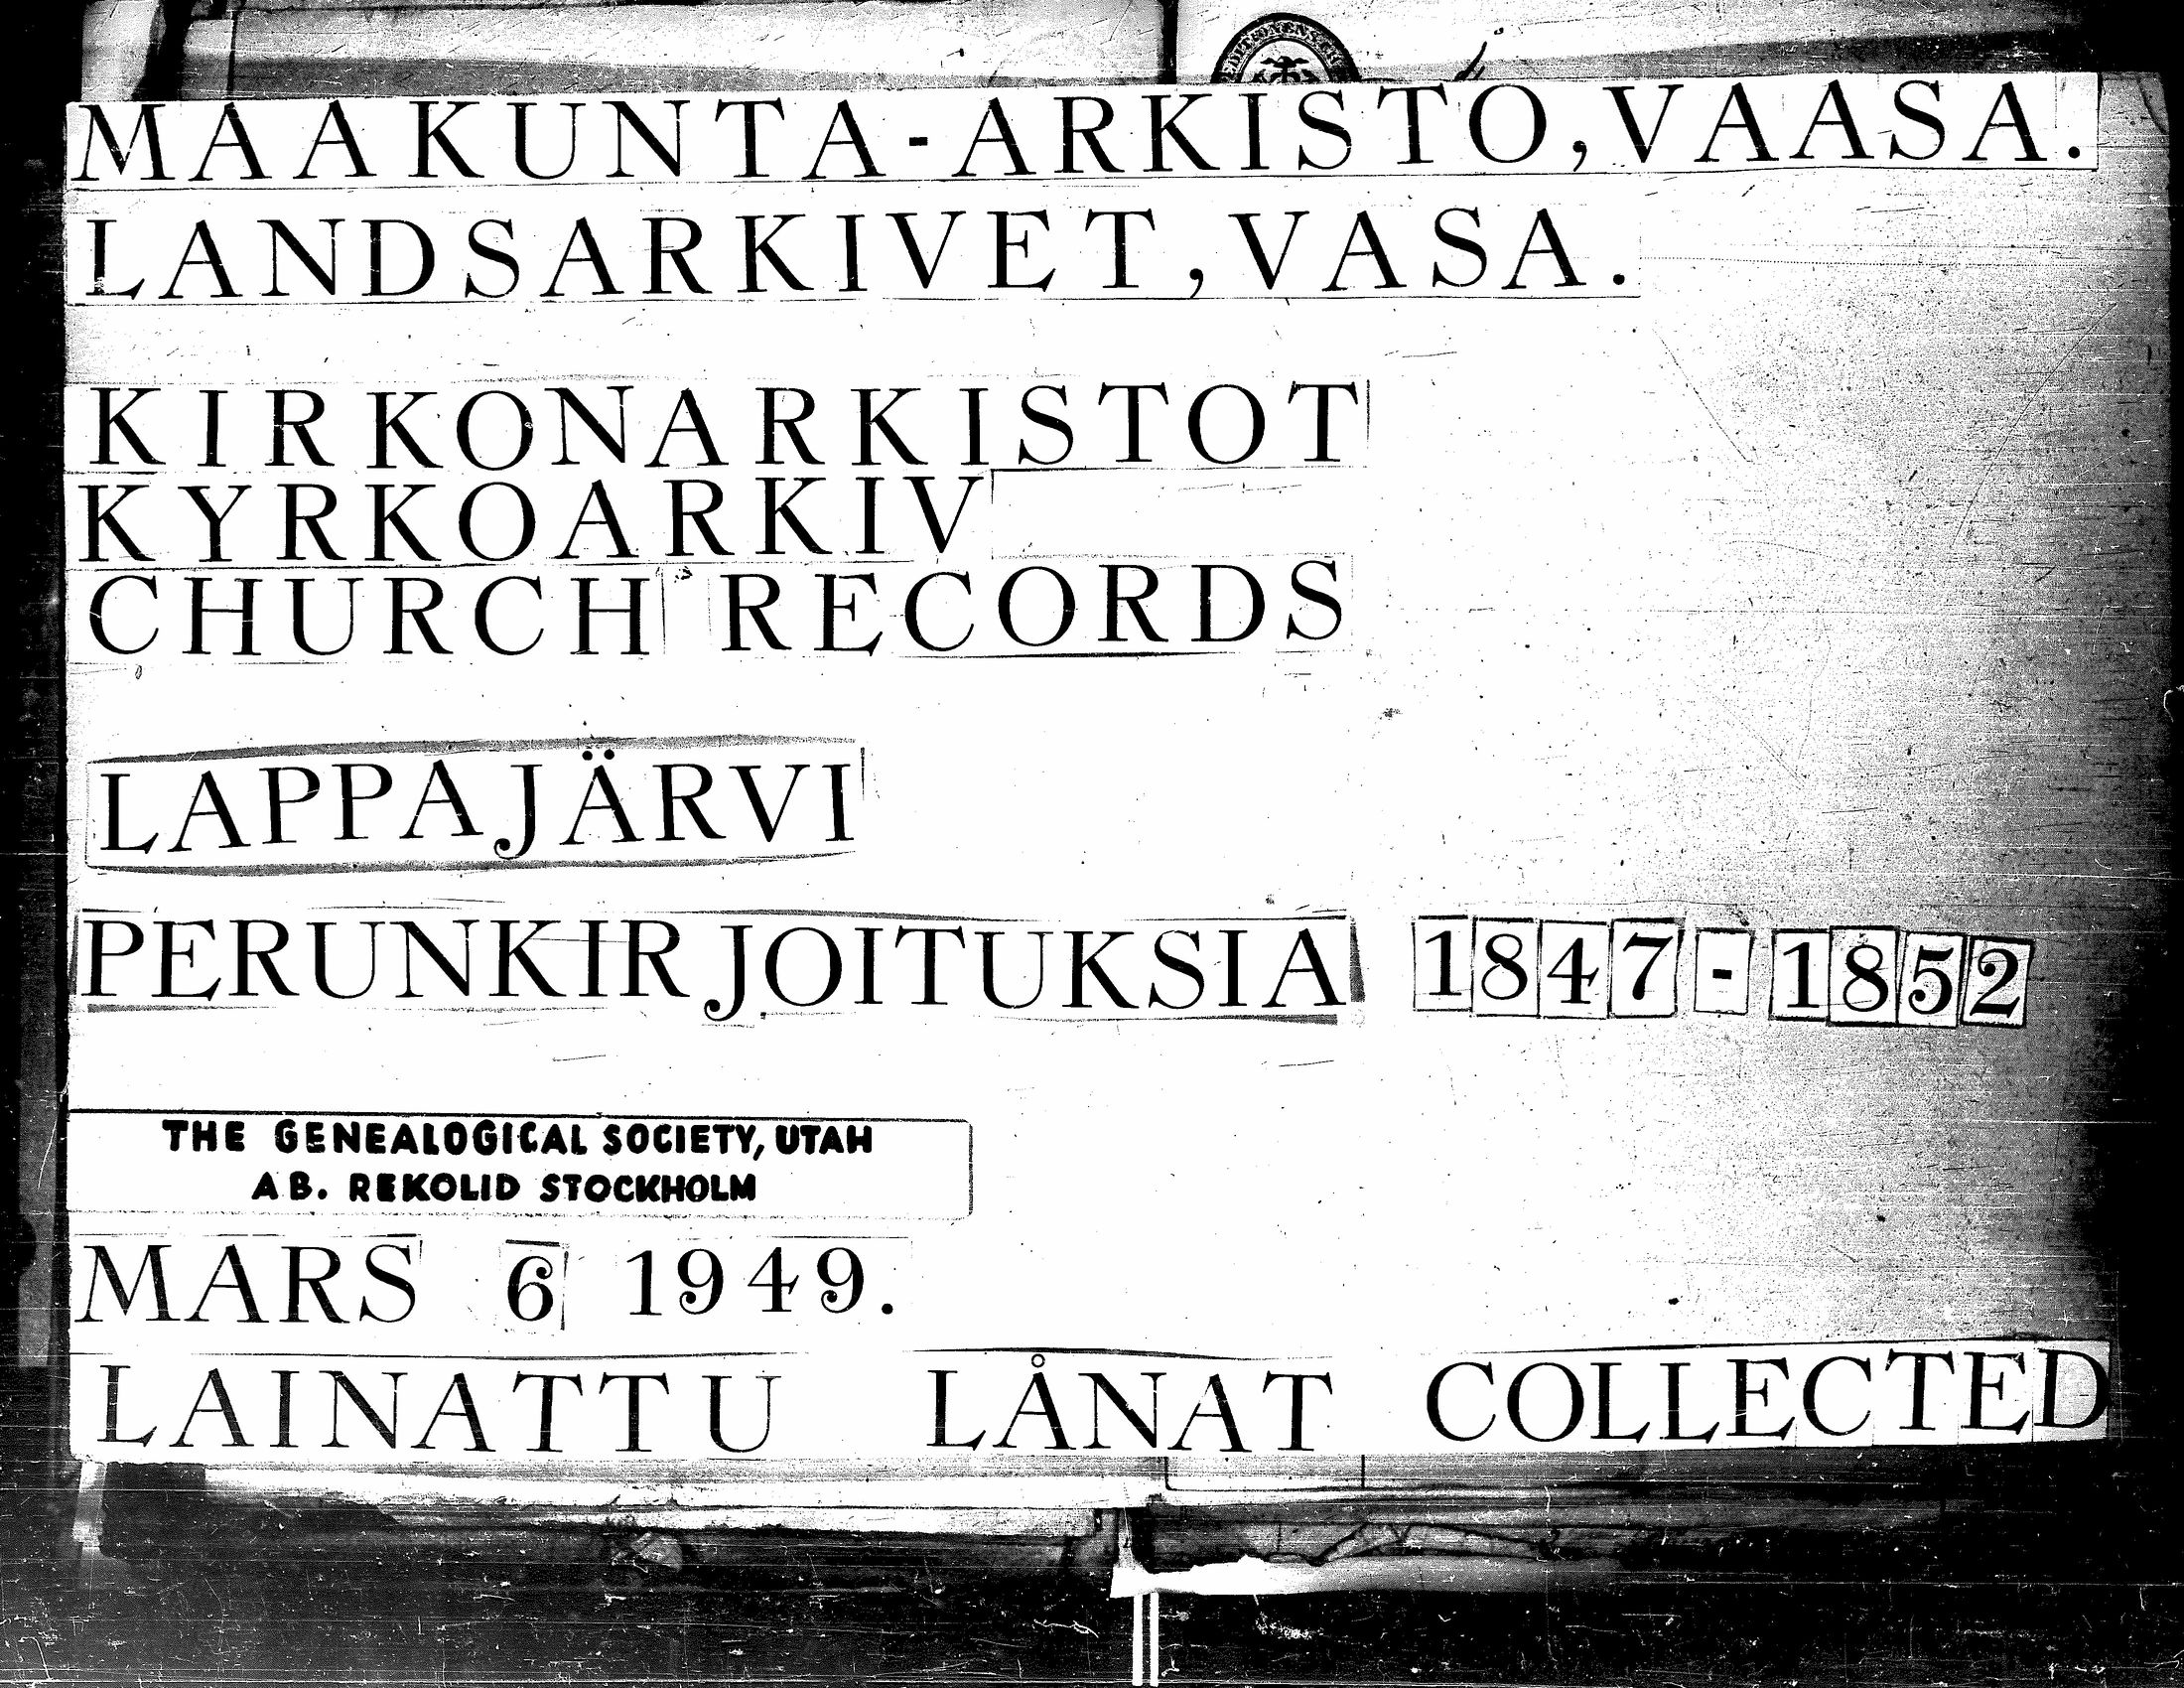 MAAKUNTA-ARKISTO, VAASA.
LANDSARKIVET, VASA.
KIRKONARKISTOT
KYRKOARKIV
CHURCH RECORDS
LAPPAJÄRVI
PERUNKIRJOITUKSIA 1847-1852
THE GENEALOGICAL SOCIETY, UTAH
AB. REKOLID STOCKHOLM
MARS 6 1949.
LAINATTU LÅNAT COLLECTED